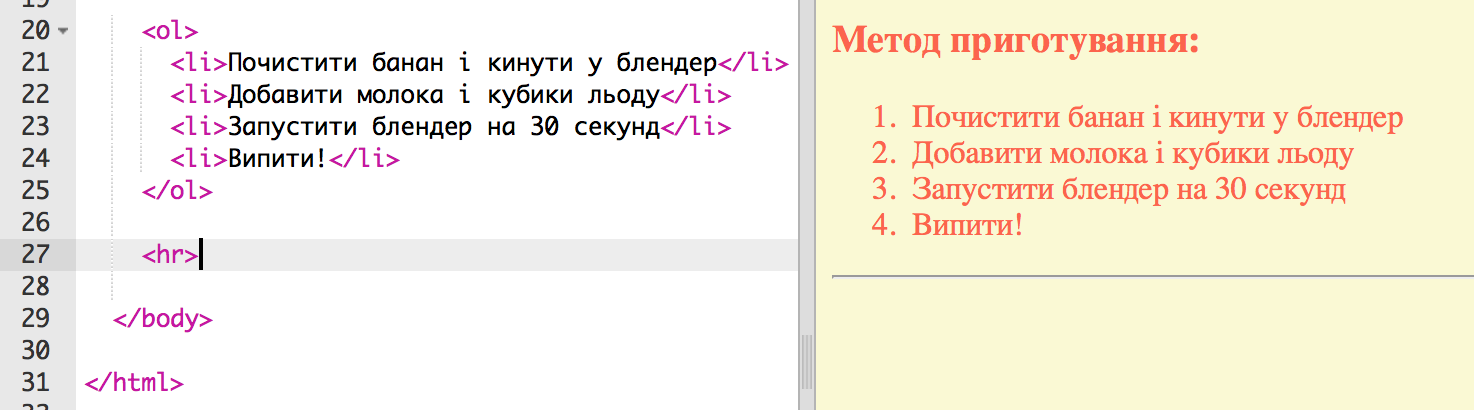 20 <ol>
21 <li>Почистити банан і кинути у блендер</li>
22 <li>Добавити молока і кубики льоду</li>
23 <li>Запустити блендер на 30 секунд</li>
24 <li>Випити!</li>
25 </ol>
26
27 <hr>
28
29 </body>
30
31 </html>
Метод приготування:
1. Почистити банан і кинути у блендер
2. Добавити молока і кубики льоду
3. Запустити блендер на 30 секунд
4. Випити!